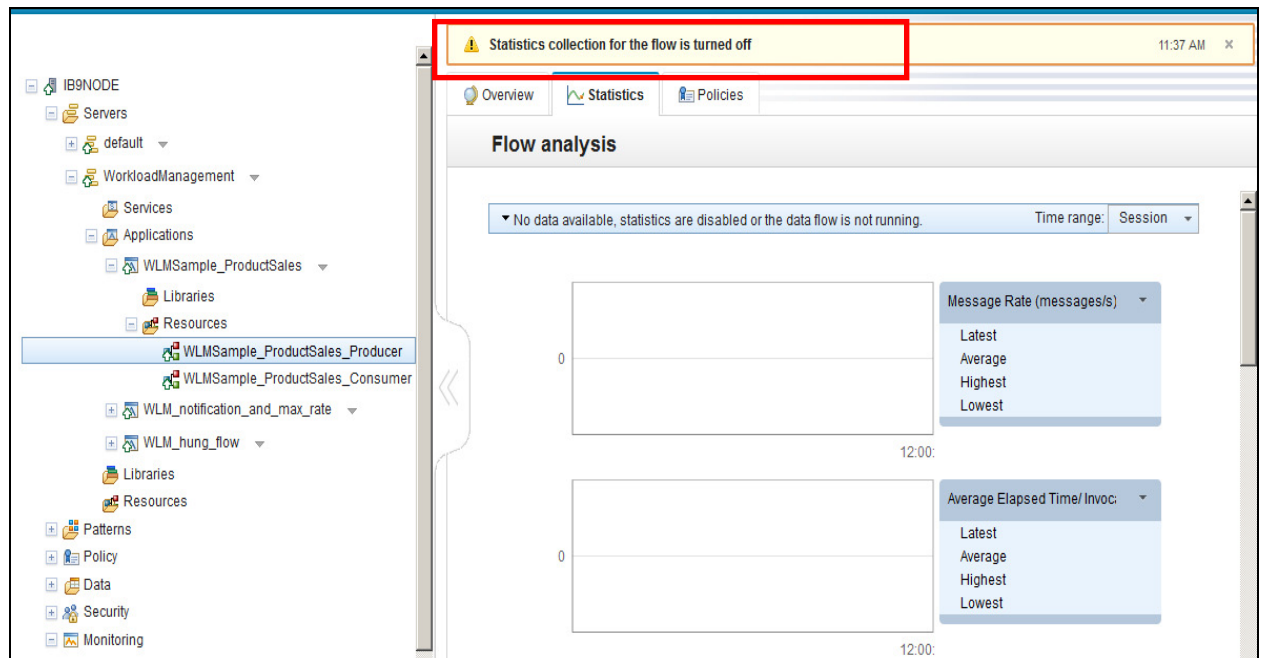 Statistics collection for the flow is turned off
11:37 AM
IB9NODE
Servers
default
WorkloadManagement
Services
Applications
WLMSample_ProductSales
Libraries
Resources
WLMSample_ProductSales_Producer
WLMSample_ProductSales_Consumer
WLM_notification_and_max_rate
WLM_hung_flow
Libraries
Resources
Patterns
Policy
Data
Security
Monitoring
Overview
Statistics
Policies
Flow analysis
No data available, statistics are disabled or the data flow is not running.
Time range: Session
0
12:00:
Message Rate (messages/s)
Latest
Average
Highest
Lowest
0
12:00:
Average Elapsed Time/ Invoc
Latest
Average
Highest
Lowest